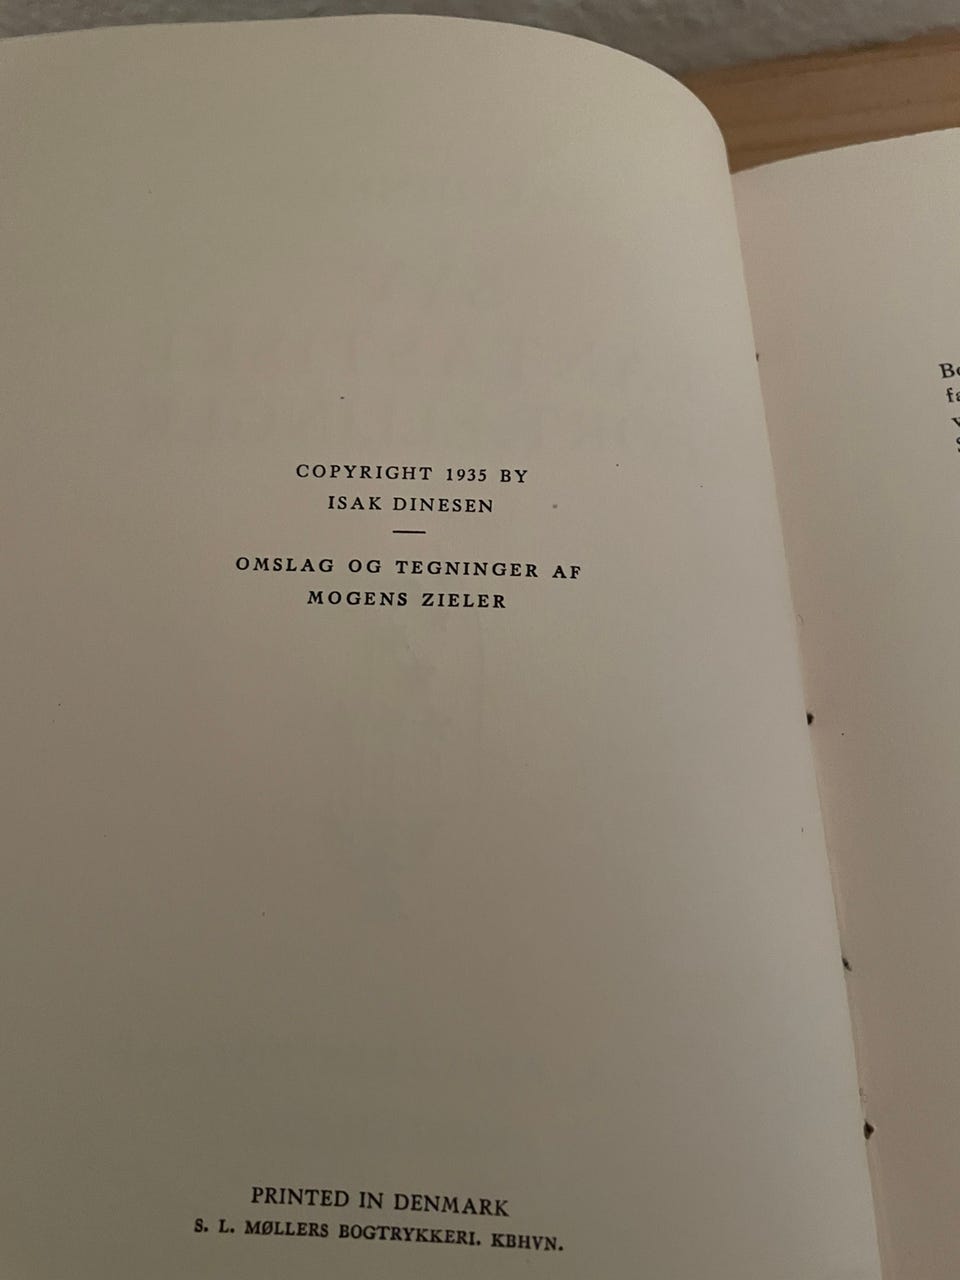 COPYRIGHT 1935 BY
ISAK DINESEN
OMSLAG OG TEGNINGER AF
MOGENS ZIELER
PRINTED IN DENMARK
S. L. MØLLERS BOGTRYKKERI. KBHVN.